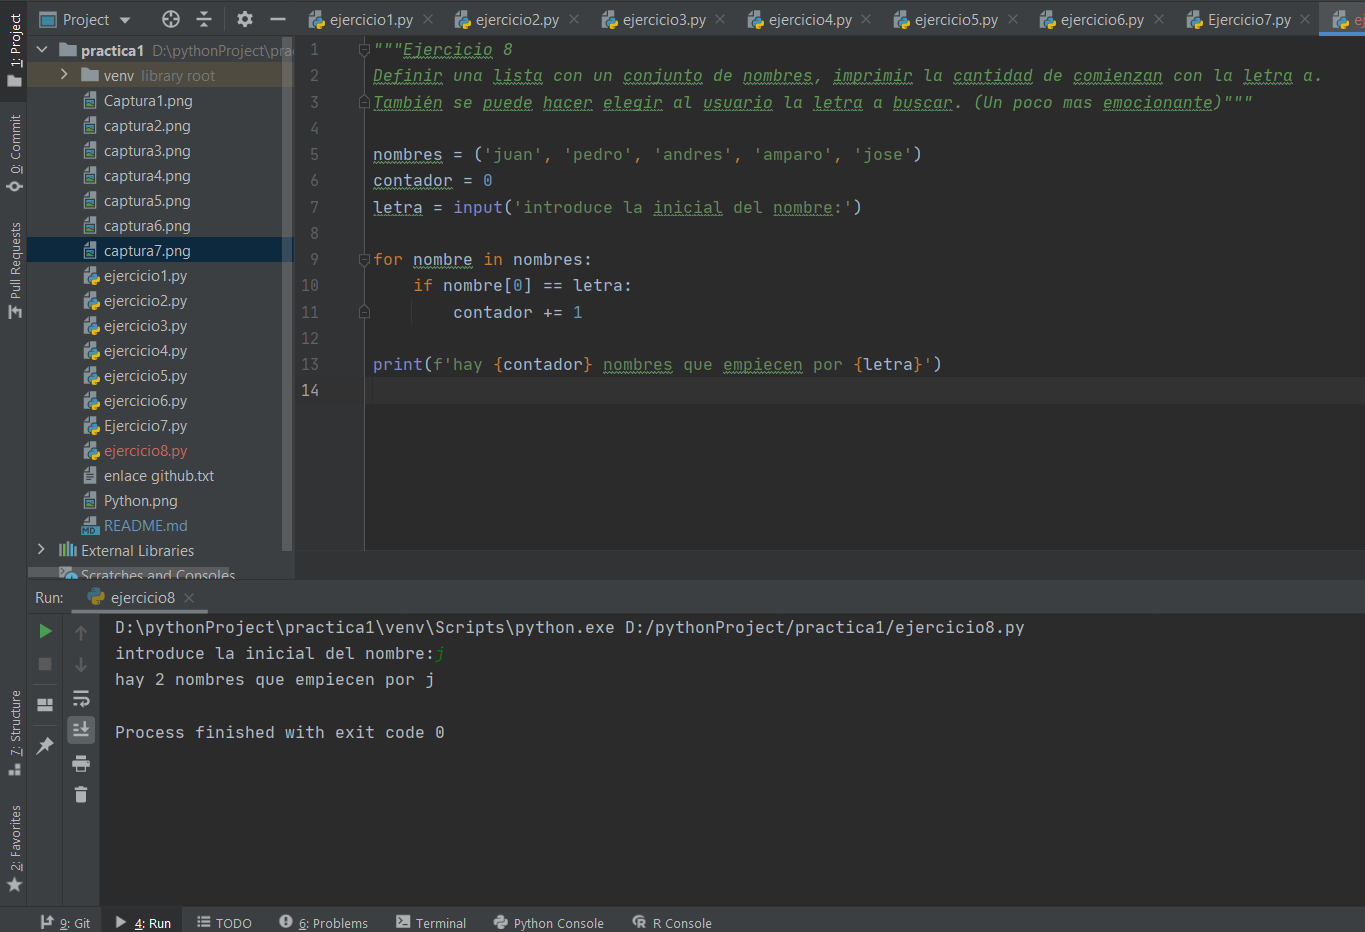 Project
ejercicio1.py
ejercicio2.py
ejercicio3.py
ejercicio4.py
ejercicio5.py
ejercicio6.py
Ejercicio7.py
ej
1: Project
0: Commit
Pull Requests
7: Structure
2: Favorites
practica1 D:\pythonProject\pra
venv library root
Captura1.png
captura2.png
captura3.png
captura4.png
captura5.png
captura6.png
captura7.png
ejercicio1.py
ejercicio2.py
ejercicio3.py
ejercicio4.py
ejercicio5.py
ejercicio6.py
Ejercicio7.py
ejercicio8.py
enlace github.txt
Python.png
README.md
External Libraries
Scratches and Consoles
1 """Ejercicio 8
2 Definir una lista con un conjunto de nombres, imprimir la cantidad de comienzan con la letra a.
3 También se puede hacer elegir al usuario la letra a buscar. (Un poco mas emocionante)"""
4
5 nombres = ('juan', 'pedro', 'andres', 'amparo', 'jose')
6 contador = 0
7 letra = input('introduce la inicial del nombre:')
8
9 for nombre in nombres:
10 if nombre[0] == letra:
11 contador += 1
12
13 print(f'hay {contador} nombres que empiecen por {letra}')
14
Run: ejercicio8
D:\pythonProject\practica1\venv\Scripts\python.exe D:/pythonProject/practica1/ejercicio8.py
introduce la inicial del nombre:j
hay 2 nombres que empiecen por j
Process finished with exit code 0
9: Git
4: Run
TODO
6: Problems
Terminal
Python Console
R Console